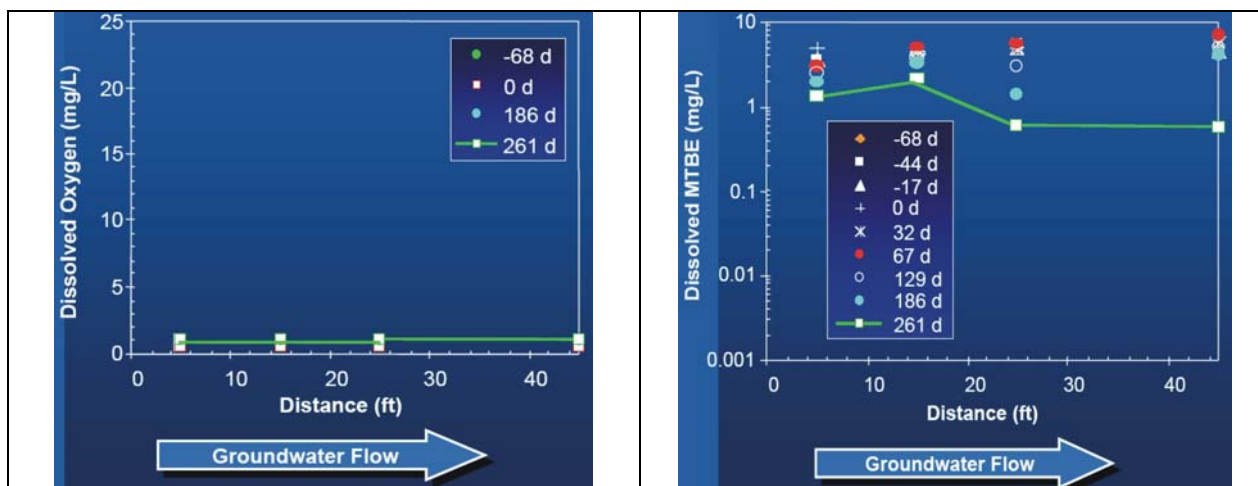 25
20
15
10
5
0
Dissolved Oxygen (mg/L)
-68 d
0 d
186 d
261 d
0 10 20 30 40
Distance (ft)
Groundwater Flow
10
1
0.1
0.01
0.001
Dissolved MTBE (mg/L)
-68 d
-44 d
-17 d
0 d
32 d
67 d
129 d
186 d
261 d
0 10 20 30 40
Distance (ft)
Groundwater Flow